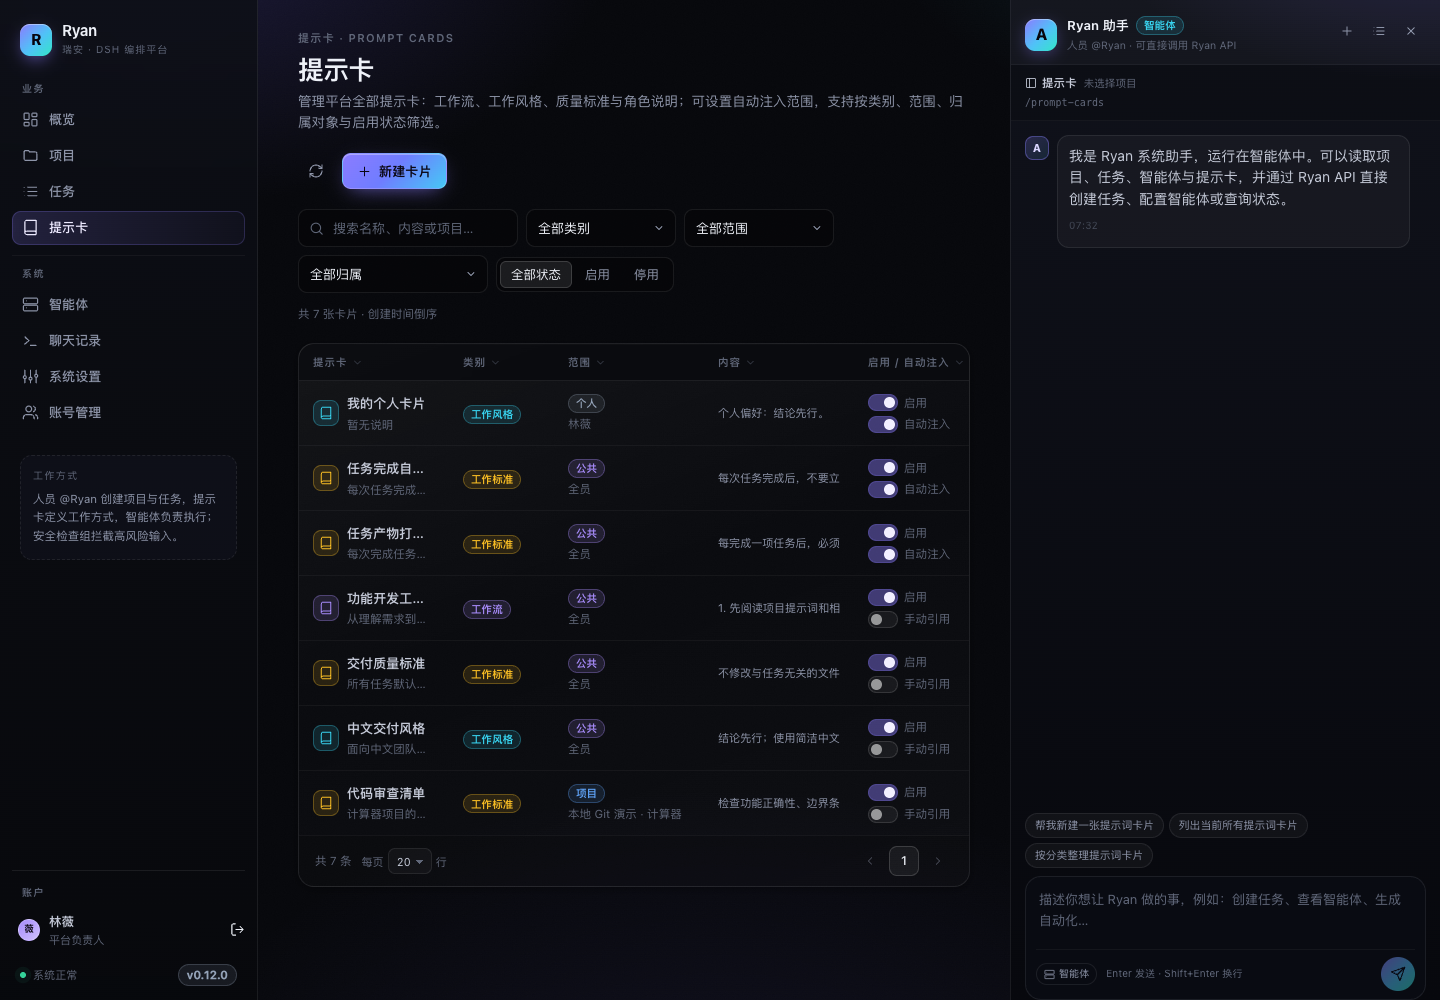 R
Ryan
瑞安 · DSH 编排平台
业务
概览
项目
任务
提示卡
系统
智能体
聊天记录
系统设置
账号管理
工作方式
人员 @Ryan 创建项目与任务，提示
卡定义工作方式，智能体负责执行；
安全检查组拦截高风险输入。
账户
薇
林薇
平台负责人
系统正常
v0.12.0
提示卡 · PROMPT CARDS
提示卡
管理平台全部提示卡：工作流、工作风格、质量标准与角色说明；可设置自动注入范围，支持按类别、范围、归
属对象与启用状态筛选。
新建卡片
搜索名称、内容或项目...
全部类别
全部范围
全部归属
全部状态
启用
停用
共 7 张卡片 · 创建时间倒序
提示卡
类别
范围
内容
启用 / 自动注入
我的个人卡片
暂无说明
工作风格
个人
林薇
个人偏好：结论先行。
启用
自动注入
任务完成自...
每次任务完成...
工作标准
公共
全员
每次任务完成后，不要立
启用
自动注入
任务产物打...
每次完成任务...
工作标准
公共
全员
每完成一项任务后，必须
启用
自动注入
功能开发工...
从理解需求到...
工作流
公共
全员
1. 先阅读项目提示词和相
启用
手动引用
交付质量标准
所有任务默认...
工作标准
公共
全员
不修改与任务无关的文件
启用
手动引用
中文交付风格
面向中文团队...
工作风格
公共
全员
结论先行；使用简洁中文
启用
手动引用
代码审查清单
计算器项目的...
工作标准
项目
本地 Git 演示 · 计算器
检查功能正确性、边界条
启用
手动引用
共 7 条
每页
20
行
1
A
Ryan 助手
智能体
人员 @Ryan · 可直接调用 Ryan API
提示卡
未选择项目
/prompt-cards
A
我是 Ryan 系统助手，运行在智能体中。可以读取项
目、任务、智能体与提示卡，并通过 Ryan API 直接
创建任务、配置智能体或查询状态。
07:32
帮我新建一张提示词卡片
列出当前所有提示词卡片
按分类整理提示词卡片
描述你想让 Ryan 做的事，例如：创建任务、查看智能体、生成
自动化...
智能体
Enter 发送 · Shift+Enter 换行